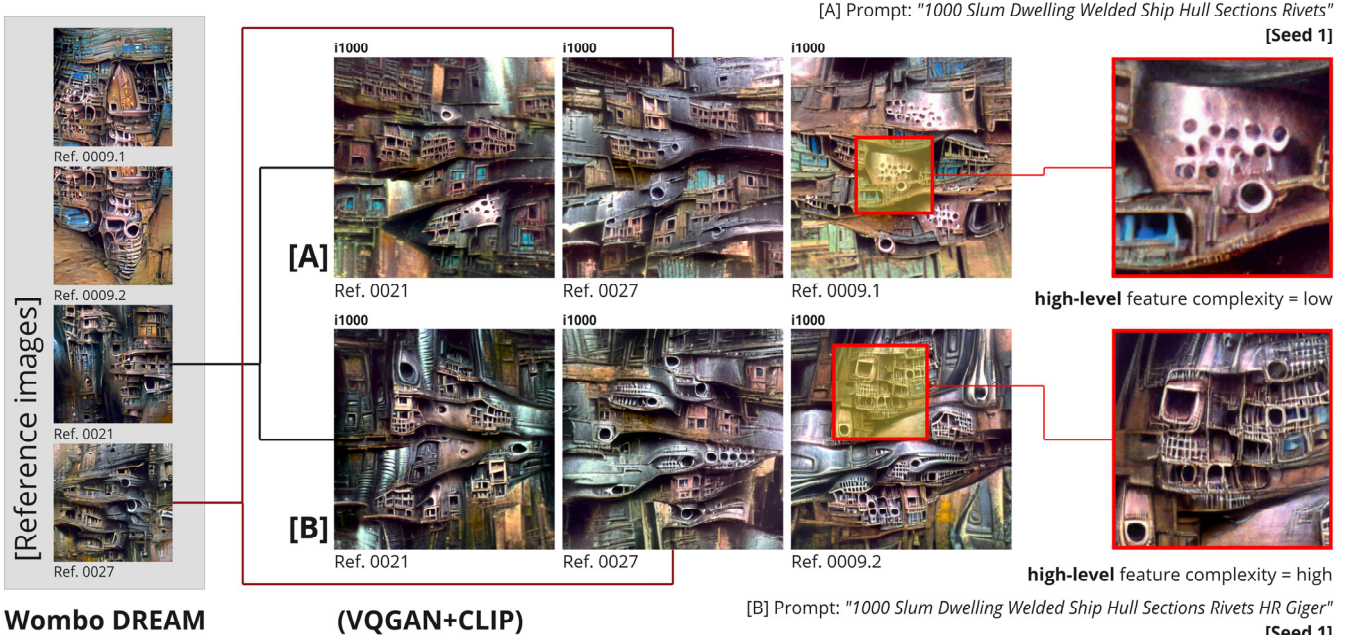 [A] Prompt: "1000 Slum Dwelling Welded Ship Hull Sections Rivets"
[Seed 1]
[Reference images]
Ref. 0009.1
Ref. 0009.2
Ref. 0021
Ref. 0027
Wombo DREAM
[A]
i1000
i1000
i1000
Ref. 0021
Ref. 0027
Ref. 0009.1
high-level feature complexity = low
[B]
i1000
i1000
i1000
Ref. 0021
Ref. 0027
Ref. 0009.2
high-level feature complexity = high
(VQGAN+CLIP)
[B] Prompt: "1000 Slum Dwelling Welded Ship Hull Sections Rivets HR Giger"
[Seed 1]